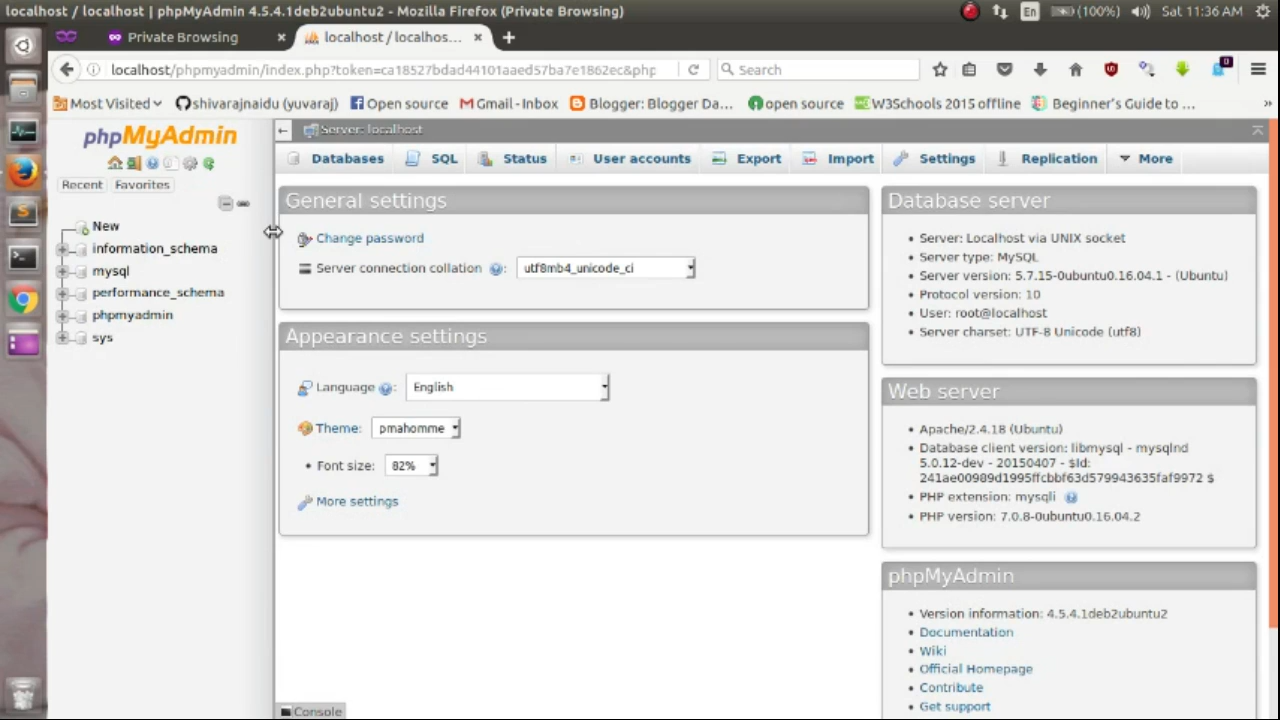 localhost / localhost | phpMyAdmin 4.5.4.1deb2ubuntu2 - Mozilla Firefox (Private Browsing)
En
(100%)
Sat 11:36 AM
Private Browsing
localhost / localhos...
localhost/phpmyadmin/index.php?token=ca18527bdad44101aaed57ba7e1862ec&php
Search
0
Most Visited
shivarajnaidu (yuvaraj)
Open source
Gmail - Inbox
Blogger: Blogger Da...
open source
W3Schools 2015 offline
Beginner's Guide to ...
»
phpMyAdmin
Recent
Favorites
New
information_schema
mysql
performance_schema
phpmyadmin
sys
Server: localhost
Databases
SQL
Status
User accounts
Export
Import
Settings
Replication
More
General settings
Change password
Server connection collation
:
utf8mb4_unicode_ci
Appearance settings
Language
:
English
Theme:
pmahomme
• Font size:
82%
More settings
Database server
• Server: Localhost via UNIX socket
• Server type: MySQL
• Server version: 5.7.15-0ubuntu0.16.04.1 - (Ubuntu)
• Protocol version: 10
• User: root@localhost
• Server charset: UTF-8 Unicode (utf8)
Web server
• Apache/2.4.18 (Ubuntu)
• Database client version: libmysql - mysqlnd
5.0.12-dev - 20150407 - $Id:
241ae00989d1995ffcbbf63d579943635faf9972 $
• PHP extension: mysqli
• PHP version: 7.0.8-0ubuntu0.16.04.2
phpMyAdmin
• Version information: 4.5.4.1deb2ubuntu2
• Documentation
• Wiki
• Official Homepage
• Contribute
• Get support
Console